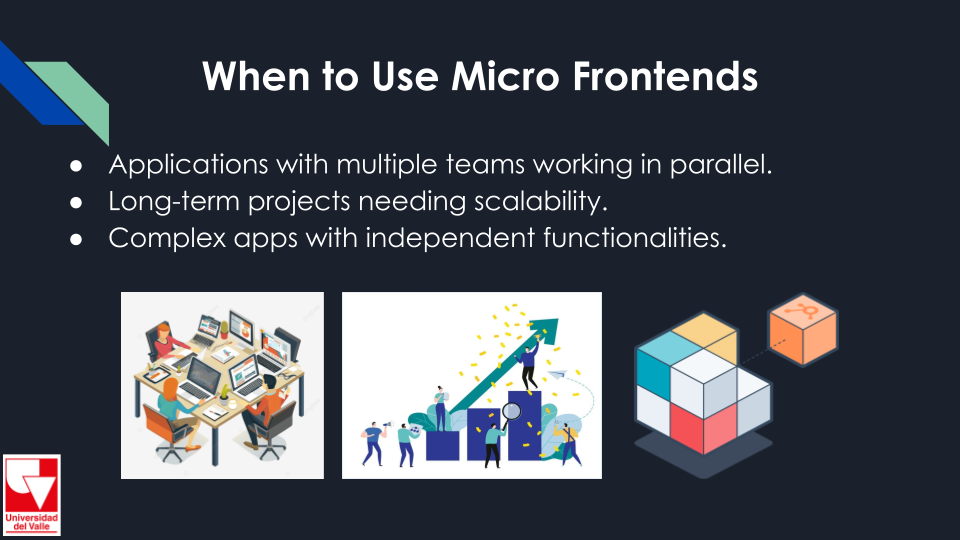 When to Use Micro Frontends
● Applications with multiple teams working in parallel.
● Long-term projects needing scalability.
● Complex apps with independent functionalities.
Universidad
del Valle